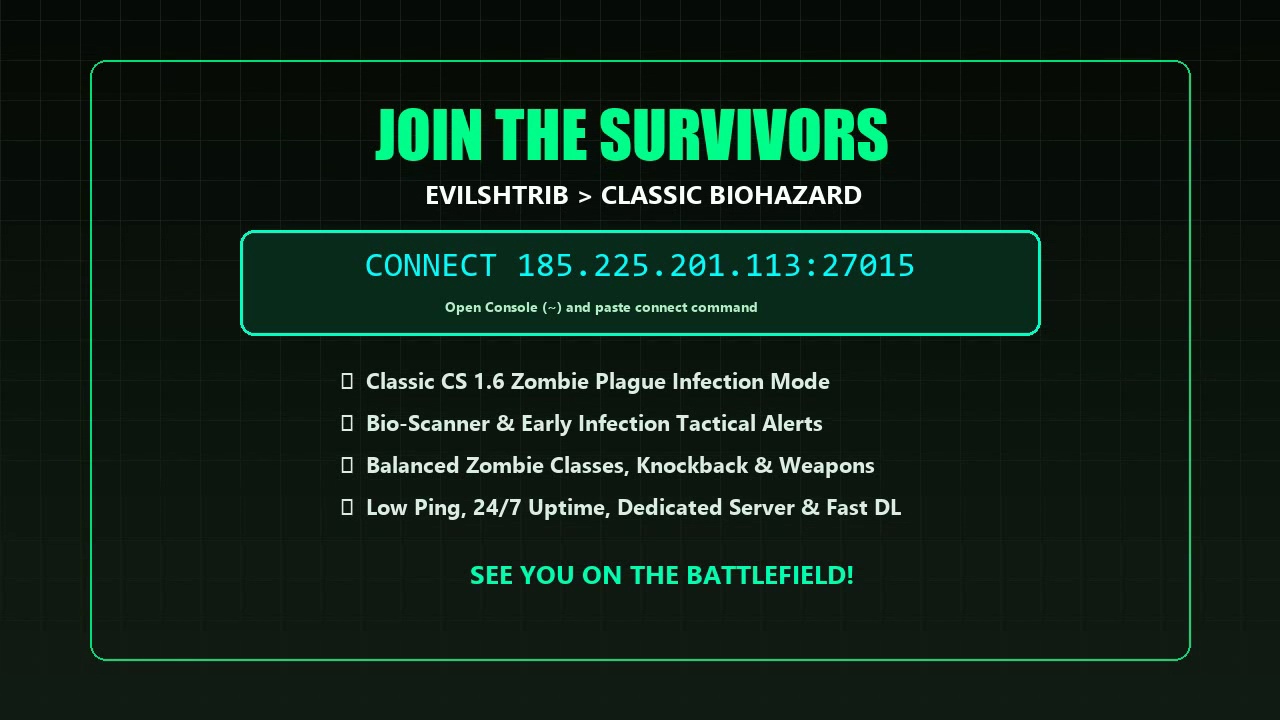 JOIN THE SURVIVORS
EVILSHTRIB > CLASSIC BIOHAZARD
CONNECT 185.225.201.113:27015
Open Console (~) and paste connect command
Classic CS 1.6 Zombie Plague Infection Mode
Bio-Scanner & Early Infection Tactical Alerts
Balanced Zombie Classes, Knockback & Weapons
Low Ping, 24/7 Uptime, Dedicated Server & Fast DL
SEE YOU ON THE BATTLEFIELD!